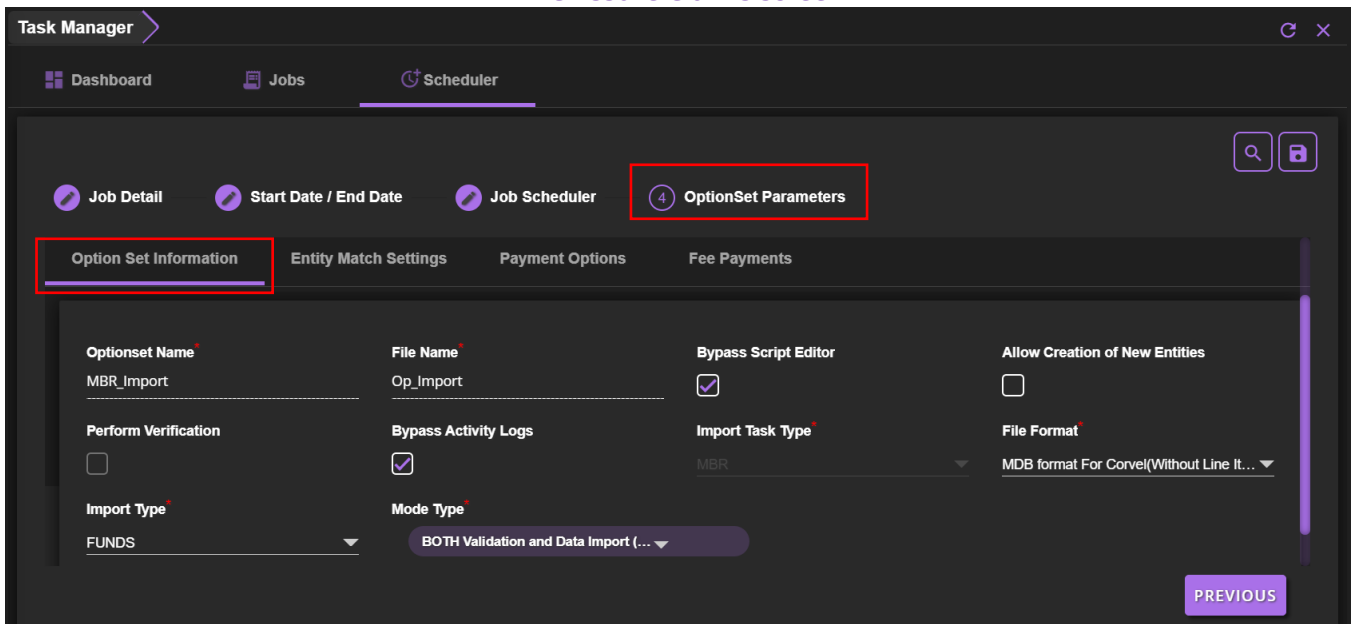 Task Manager
Dashboard Jobs Scheduler
Job Detail Start Date / End Date Job Scheduler 4 OptionSet Parameters
Option Set Information Entity Match Settings Payment Options Fee Payments
Optionset Name* File Name* Bypass Script Editor Allow Creation of New Entities
MBR_Import Op_Import
Perform Verification Bypass Activity Logs Import Task Type* File Format*
MBR MDB format For Corvel(Without Line It...
Import Type* Mode Type*
FUNDS BOTH Validation and Data Import (...
PREVIOUS